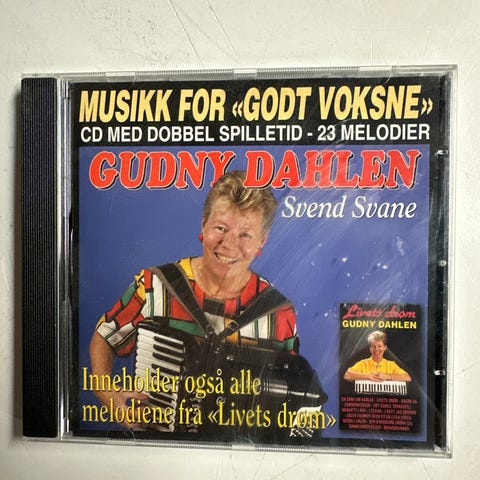 MUSIKK FOR «GODT VOKSNE»
CD MED DOBBEL SPILLETID - 23 MELODIER
GUDNY DAHLEN
Svend Svane
Livets drøm
GUDNY DAHLEN
Inneholder også alle
melodiene fra «Livets drøm»